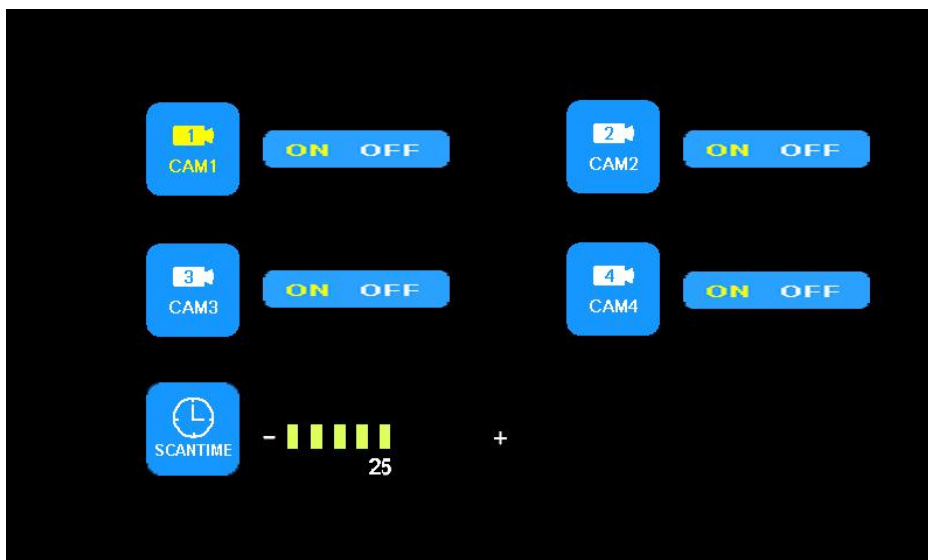 1
CAM1
ON OFF
2
CAM2
ON OFF
3
CAM3
ON OFF
4
CAM4
ON OFF
SCANTIME
- +
25